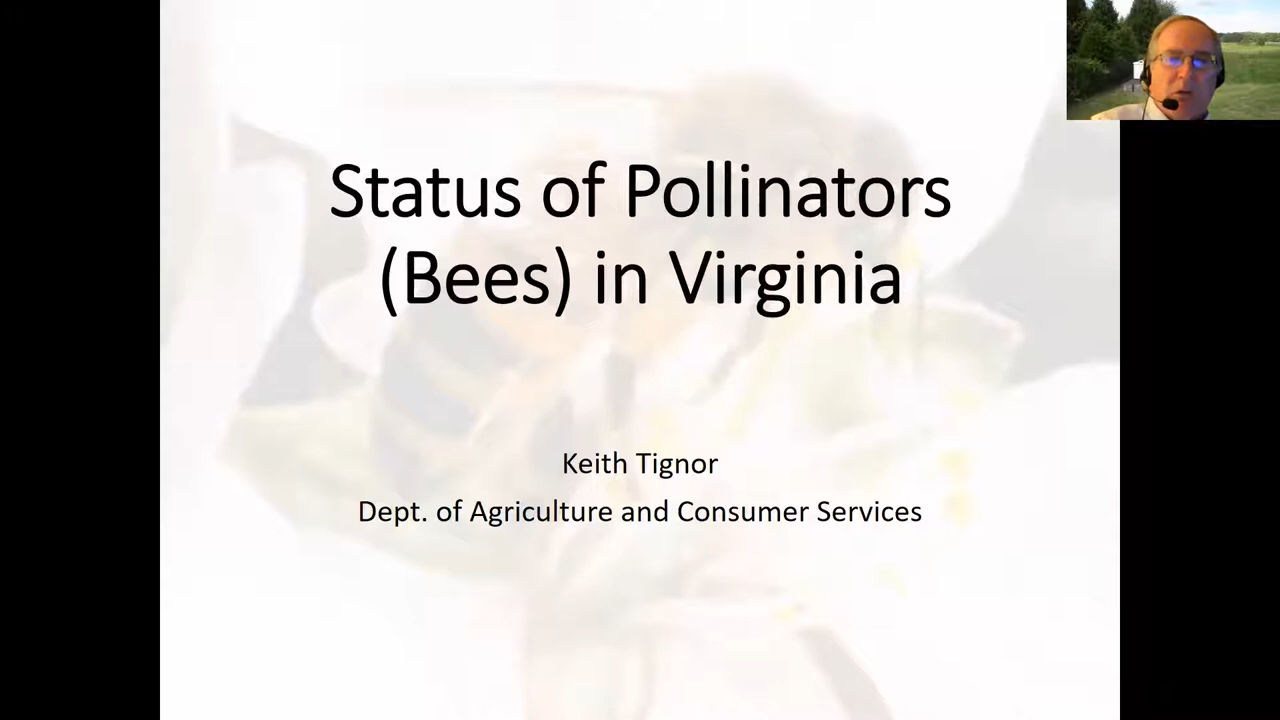 Status of Pollinators
(Bees) in Virginia
Keith Tignor
Dept. of Agriculture and Consumer Services